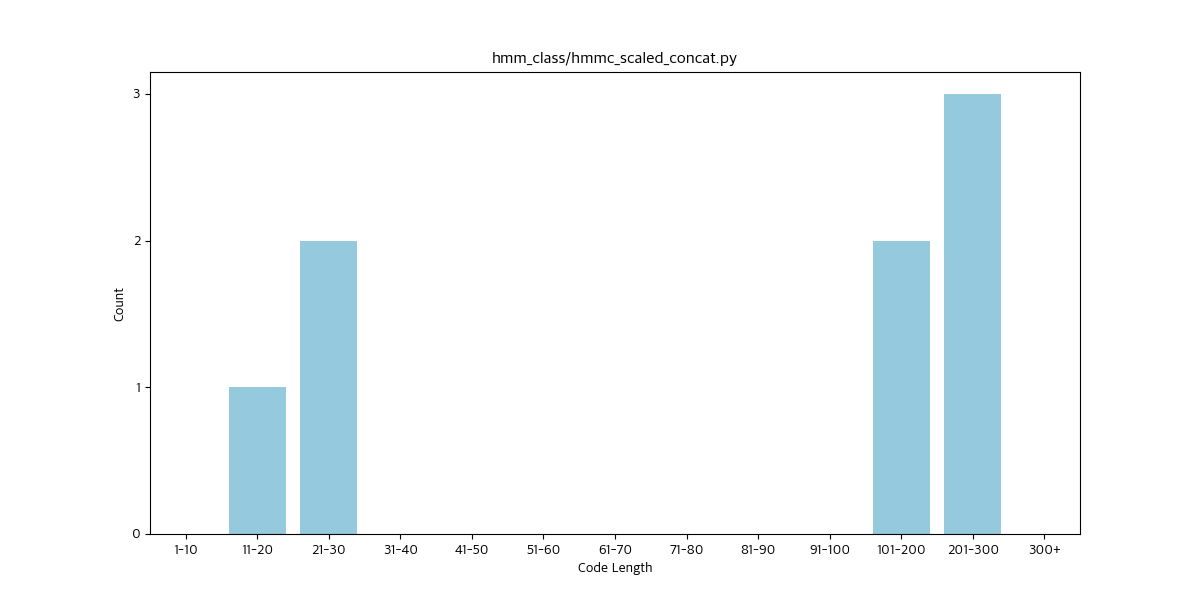 hmm_class/hmmc_scaled_concat.py
3
2
1
0
Count
1-10 11-20 21-30 31-40 41-50 51-60 61-70 71-80 81-90 91-100 101-200 201-300 300+
Code Length